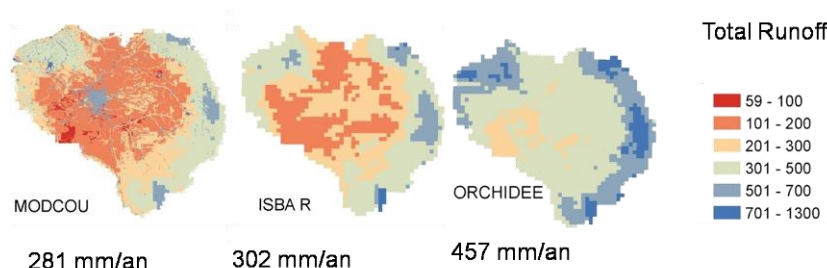 Total Runoff
59 - 100
101 - 200
201 - 300
301 - 500
501 - 700
701 - 1300
MODCOU
ISBA R
ORCHIDEE
281 mm/an
302 mm/an
457 mm/an